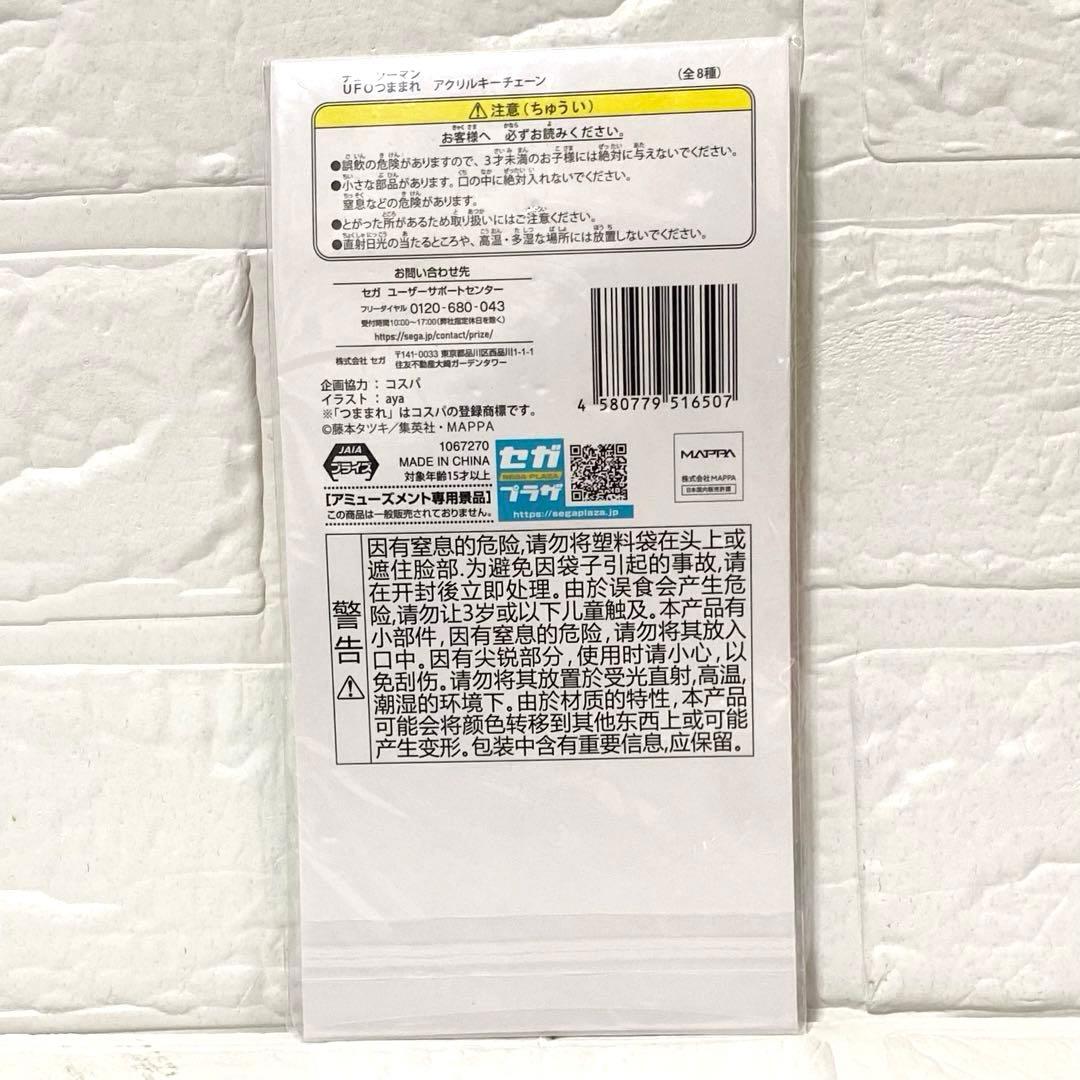 UFOつままれ アクリルキーチェーン (全8種)
⚠注意(ちゅうい)
お客様へ 必ずお読みください。
●誤飲の危険がありますので、3才未満のお子様には絶対に与えないでください。
●小さな部品があります。口の中に絶対入れないでください。
窒息などの危険があります。
●とがった所があるため取り扱いにはご注意ください。
●直射日光の当たるところや、高温・多湿な場所には放置しないでください。
お問い合わせ先
セガ ユーザーサポートセンター
フリーダイヤル 0120-680-043
受付時間10:00〜17:00(弊社指定休日を除く)
https://sega.jp/contact/prize/
株式会社 セガ 〒141-0033 東京都品川区西品川1-1-1
住友不動産大崎ガーデンタワー
企画協力：コスパ
イラスト：aya
※「つままれ」はコスパの登録商標です。
©藤本タツキ/集英社・MAPPA
4 580779 516507
JAIA
プライズ
1067270
MADE IN CHINA
対象年齢15才以上
【アミューズメント専用景品】
この商品は一般販売されておりません。
セガ
SEGA PLAZA
プラザ
https://segaplaza.jp
MAPPA
株式会社MAPPA
日本国内販売許諾
警告⚠
因有窒息的危险,请勿将塑料袋在头上或
遮住脸部.为避免因袋子引起的事故,请
在开封後立即处理。由於误食会产生危
险,请勿让3岁或以下儿童触及。本产品有
小部件,因有窒息的危险,请勿将其放入
口中。因有尖锐部分,使用时请小心,以
免刮伤。请勿将其放置於受光直射,高温,
潮湿的环境下。由於材质的特性,本产品
可能会将颜色转移到其他东西上或可能
产生变形。包装中含有重要信息,应保留。